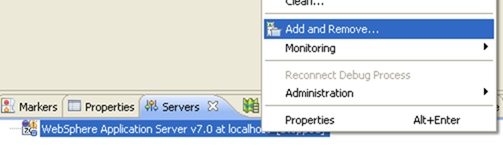 Clean...
Add and Remove...
Monitoring
Reconnect Debug Process
Administration
Properties Alt+Enter
Markers Properties Servers
WebSphere Application Server v7.0 at localhost